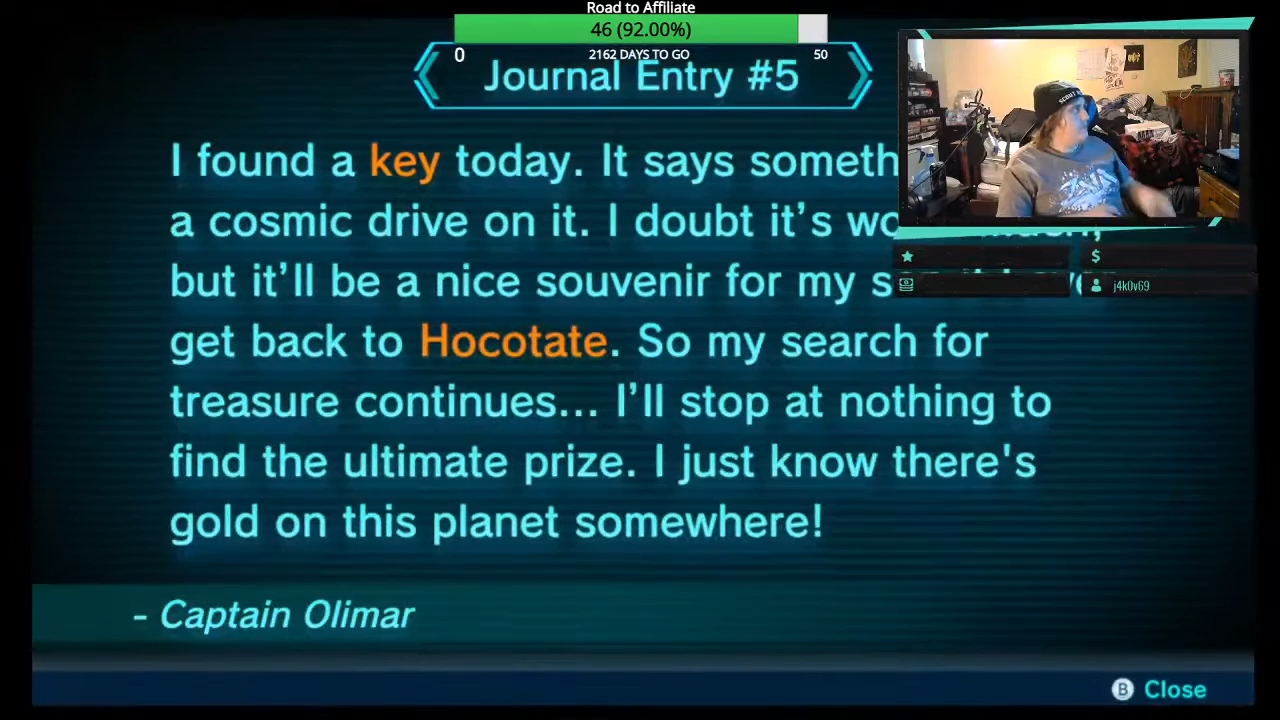 Road to Affiliate
46 (92.00%)
0
2162 DAYS TO GO
50
Journal Entry #5
I found a key today. It says
a cosmic drive on it. I doubt it's
but it'll be a nice souvenir for my
get back to Hocotate. So my search for
treasure continues... I'll stop at nothing to
find the ultimate prize. I just know there's
gold on this planet somewhere!
- Captain Olimar
$
j4k0v69
B Close